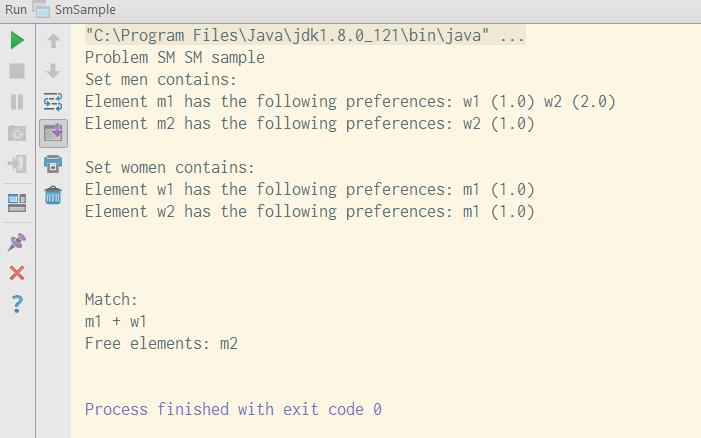 Run SmSample
"C:\Program Files\Java\jdk1.8.0_121\bin\java" ...
Problem SM SM sample
Set men contains:
Element m1 has the following preferences: w1 (1.0) w2 (2.0)
Element m2 has the following preferences: w2 (1.0)
Set women contains:
Element w1 has the following preferences: m1 (1.0)
Element w2 has the following preferences: m1 (1.0)
Match:
m1 + w1
Free elements: m2
Process finished with exit code 0